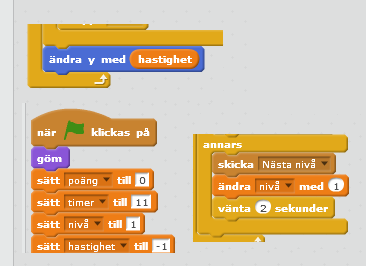 ändra y med hastighet
när klickas på
göm
sätt poäng till 0
sätt timer till 11
sätt nivå till 1
sätt hastighet till -1
annars
skicka Nästa nivå
ändra nivå med 1
vänta 2 sekunder